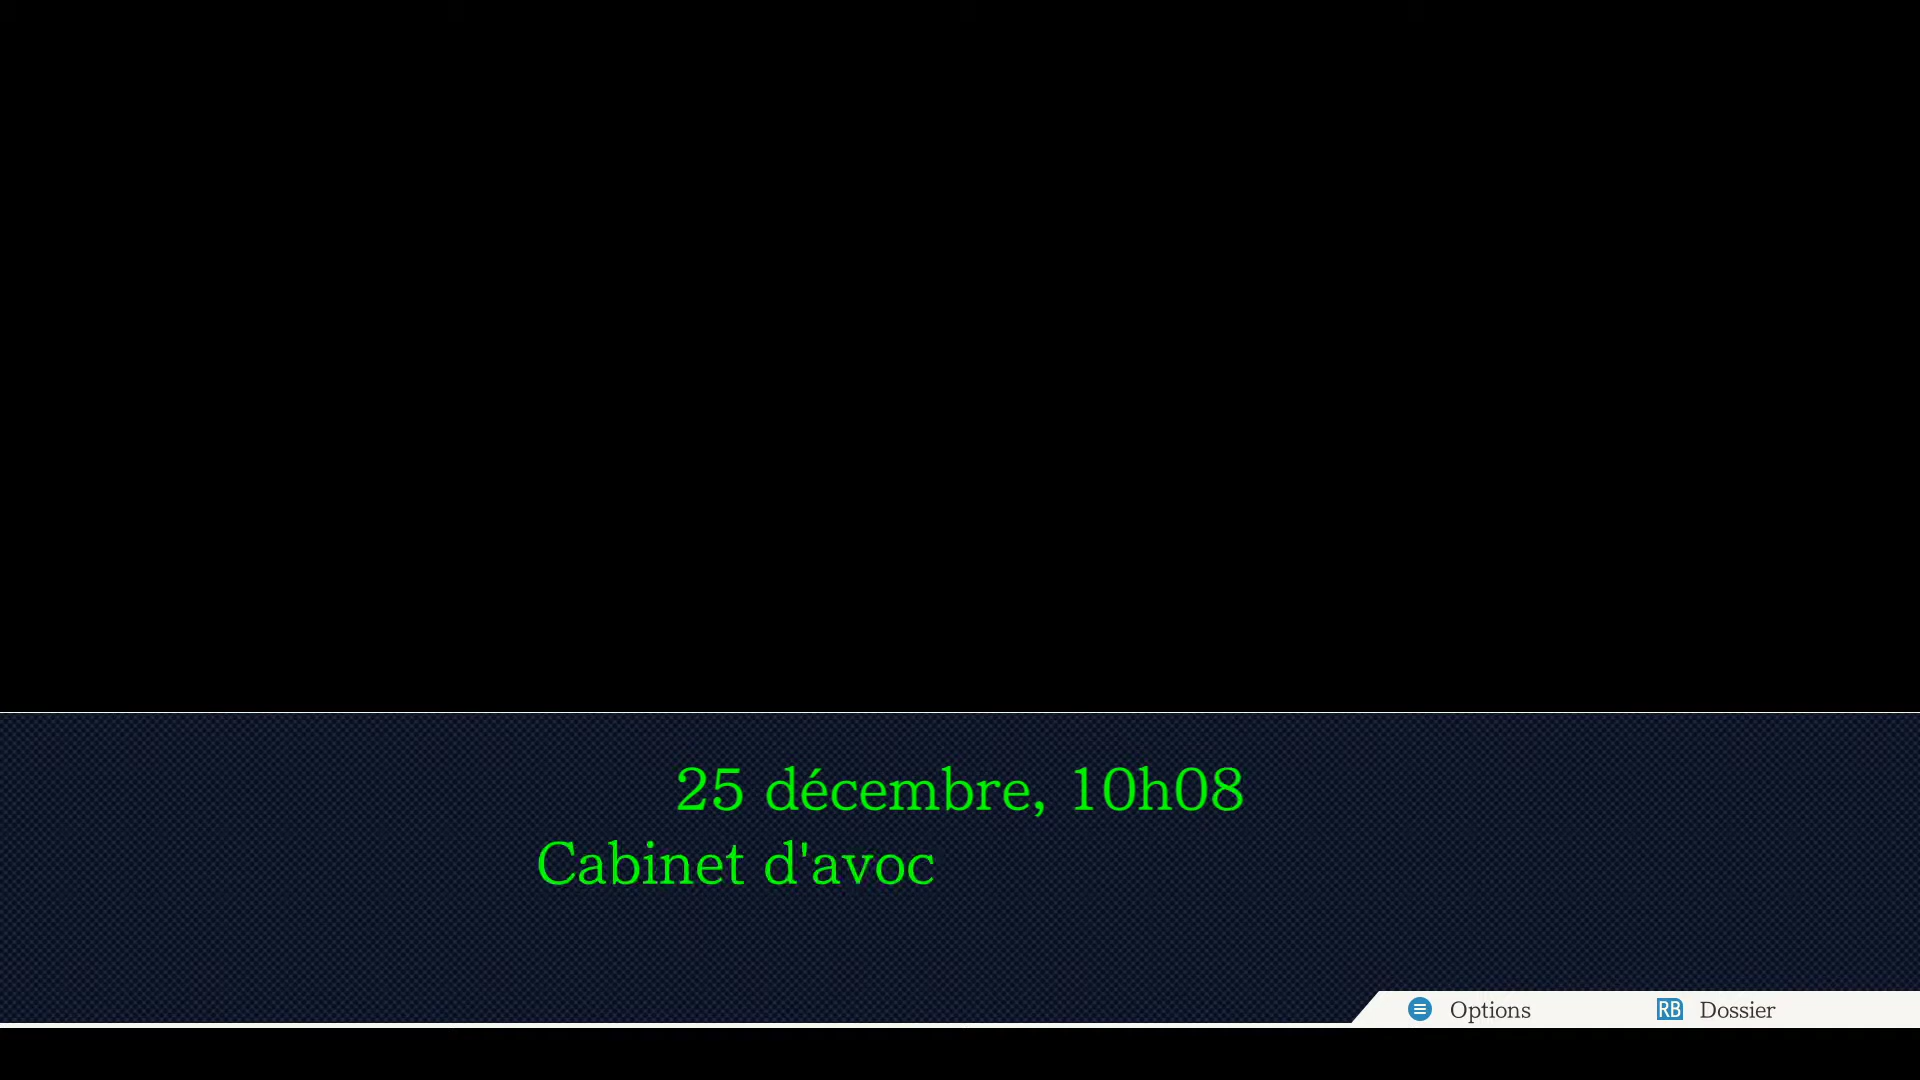 25 décembre, 10h08
Cabinet d'avoc
Options
RB Dossier